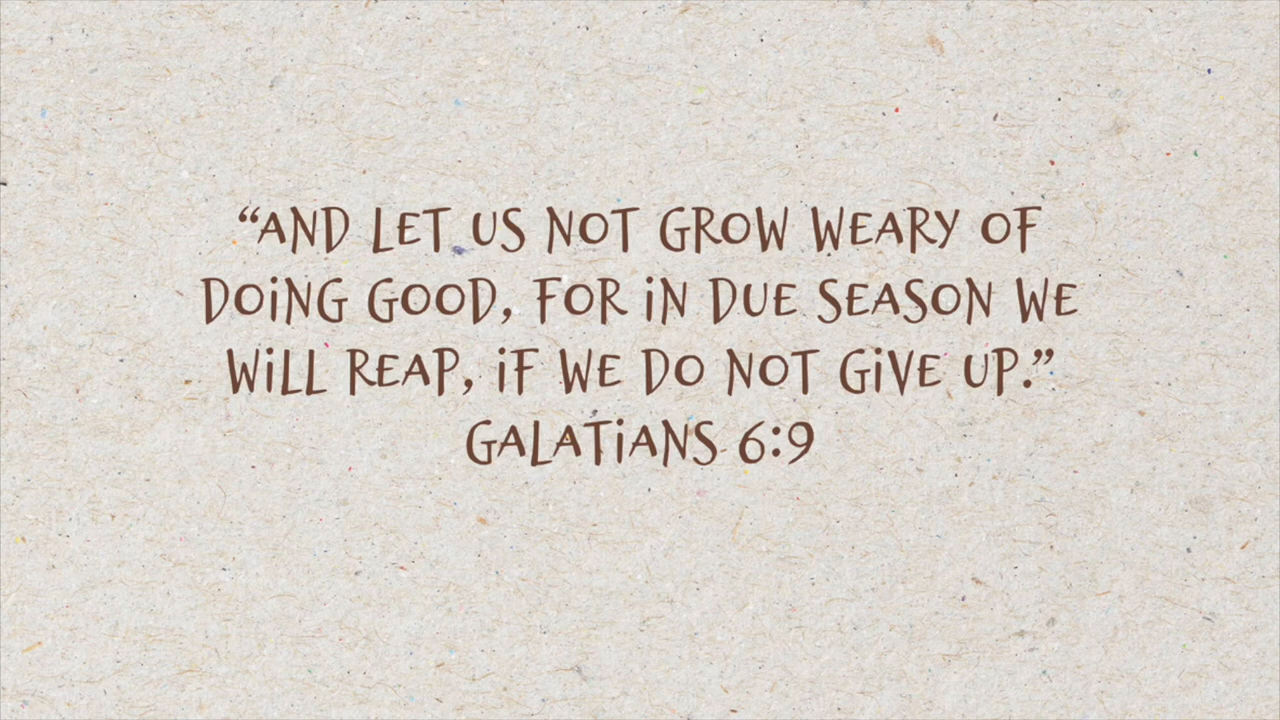 “AND LET US NOT GROW WEARY OF
DOiNG GOOD, FOR iN DUE SEASON WE
WiLL REAP, iF WE DO NOT GiVE UP.”
GALATiANS 6:9